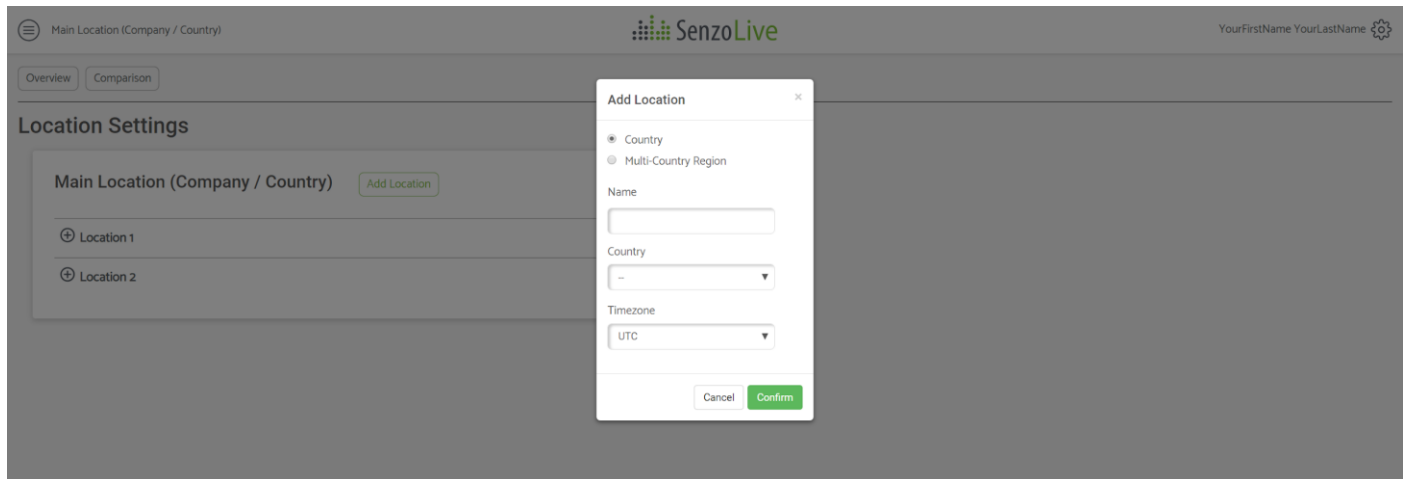 Main Location (Company / Country)
SenzoLive
YourFirstName YourLastName
Overview
Comparison
Location Settings
Main Location (Company / Country)
Add Location
Location 1
Location 2
Add Location
×
Country
Multi-Country Region
Name
Country
--
Timezone
UTC
Cancel
Confirm